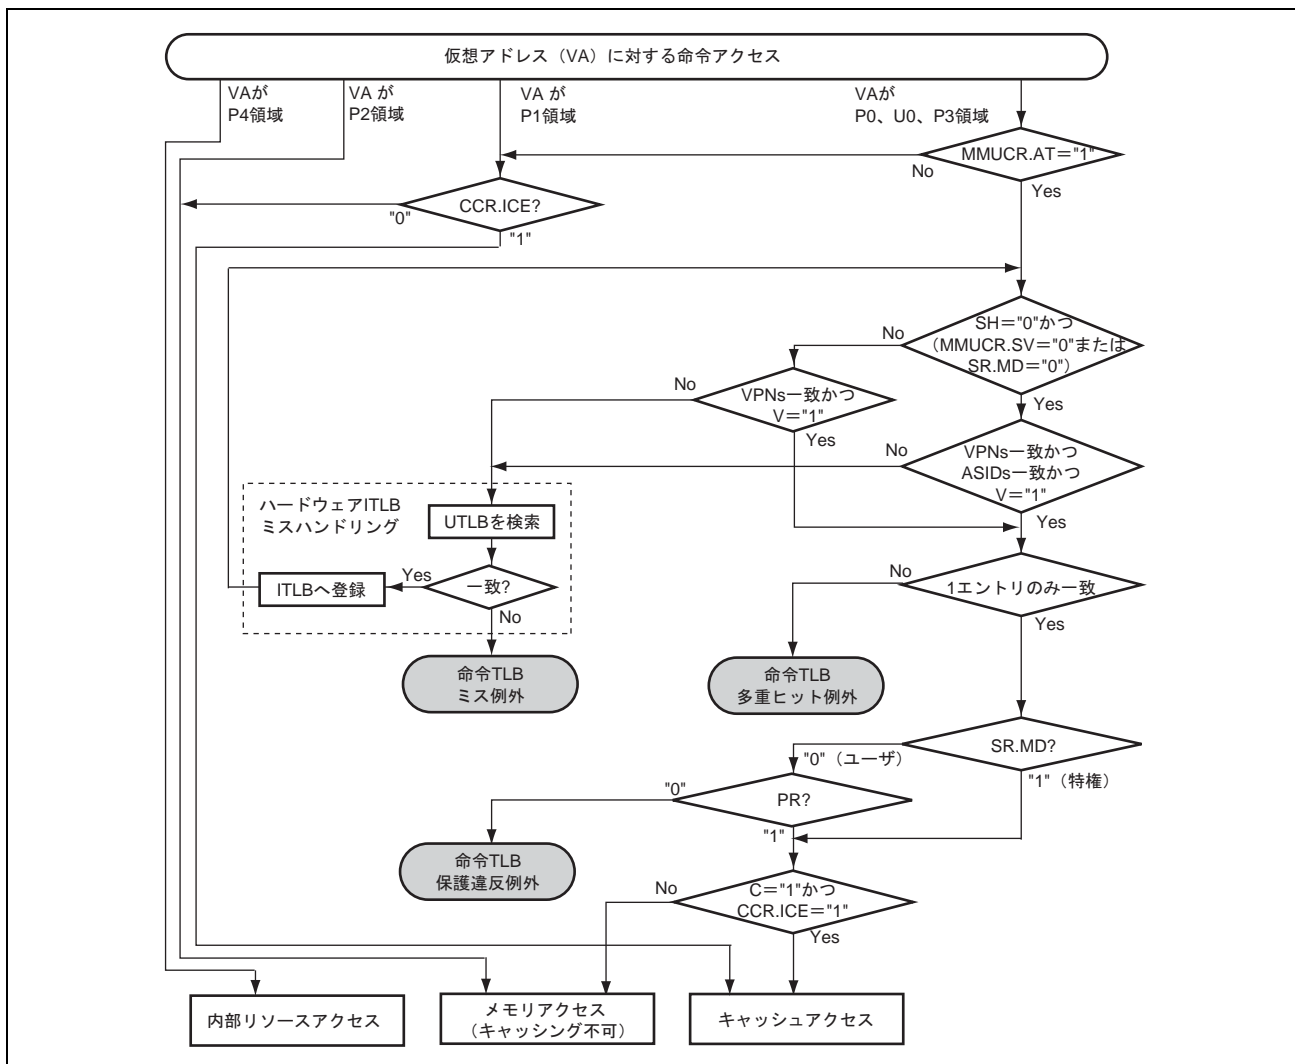 仮想アドレス（VA）に対する命令アクセス
VAが
P4領域
VA が
P2領域
VA が
P1領域
VAが
P0、U0、P3領域
MMUCR.AT＝"1"
No
Yes
CCR.ICE?
"0"
"1"
SH＝"0"かつ
（MMUCR.SV＝"0"または
SR.MD＝"0"）
No
Yes
VPNs一致かつ
V＝"1"
No
Yes
VPNs一致かつ
ASIDs一致かつ
V＝"1"
No
Yes
ハードウェアITLB
ミスハンドリング
UTLBを検索
一致?
Yes
No
ITLBへ登録
1エントリのみ一致
No
Yes
命令TLB
ミス例外
命令TLB
多重ヒット例外
SR.MD?
"0"（ユーザ）
"1"（特権）
PR?
"0"
"1"
命令TLB
保護違反例外
C="1"かつ
CCR.ICE＝"1"
No
Yes
内部リソースアクセス
メモリアクセス
（キャッシング不可）
キャッシュアクセス